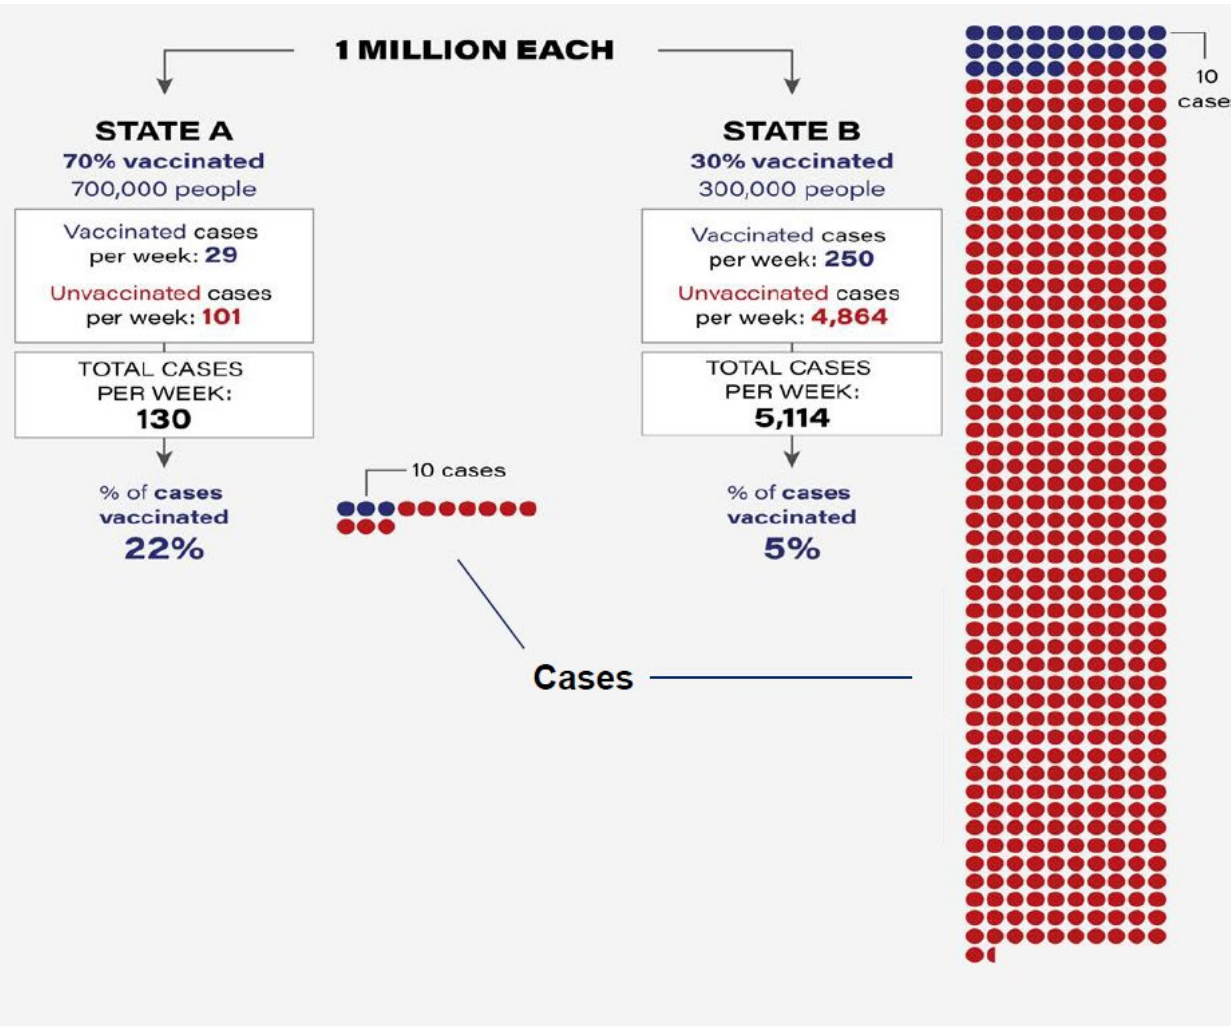 1 MILLION EACH
STATE A
70% vaccinated
700,000 people
Vaccinated cases
per week: 29
Unvaccinated cases
per week: 101
TOTAL CASES
PER WEEK:
130
% of cases
vaccinated
22%
10 cases
STATE B
30% vaccinated
300,000 people
Vaccinated cases
per week: 250
Unvaccinated cases
per week: 4,864
TOTAL CASES
PER WEEK:
5,114
% of cases
vaccinated
5%
10
case
Cases